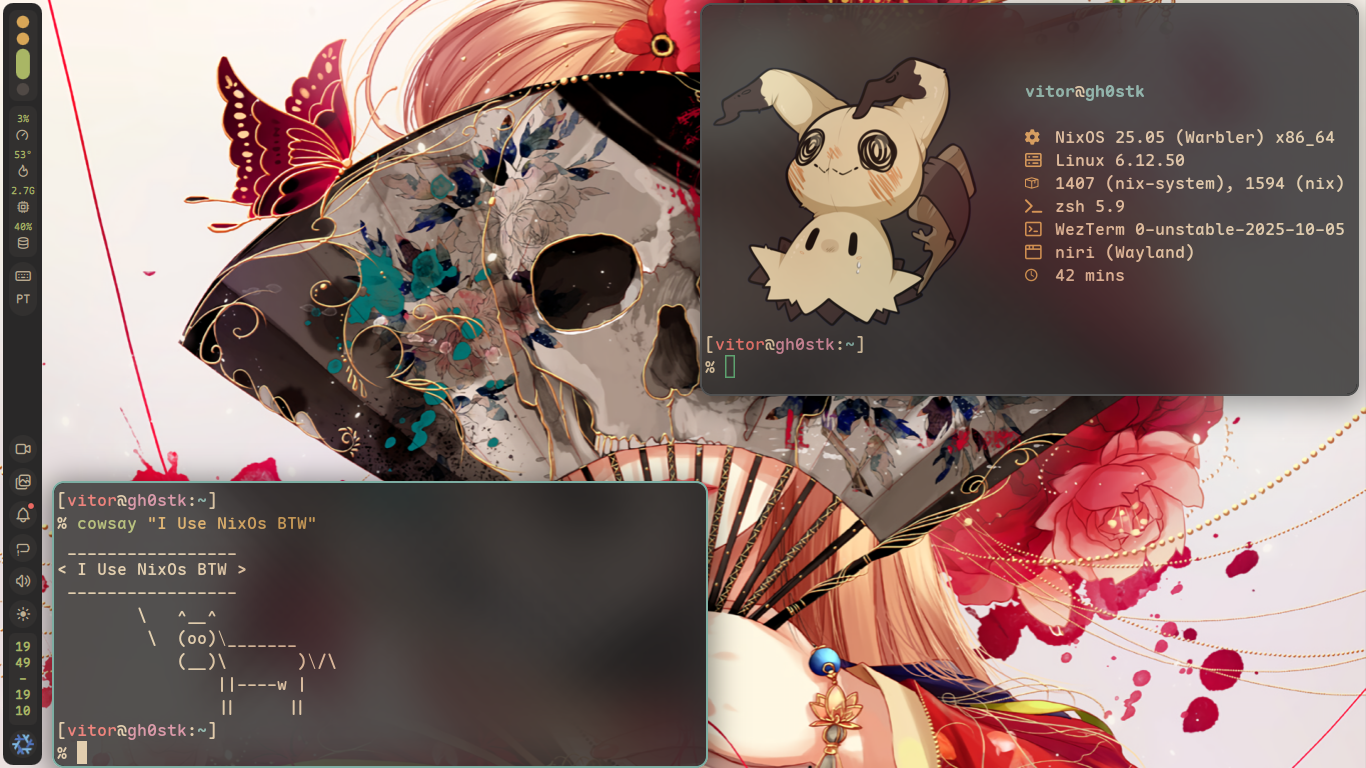 3%
53°
2.7G
40%
PT
19
49
-
19
10
vitor@gh0stk
NixOS 25.05 (Warbler) x86_64
Linux 6.12.50
1407 (nix-system), 1594 (nix)
zsh 5.9
WezTerm 0-unstable-2025-10-05
niri (Wayland)
42 mins
[vitor@gh0stk:~]
%
[vitor@gh0stk:~]
% cowsay "I Use NixOs BTW"
 _________________
< I Use NixOs BTW >
 -----------------
        \   ^__^
         \  (oo)\_______
            (__)\       )\/\
                ||----w |
                ||     ||
[vitor@gh0stk:~]
%